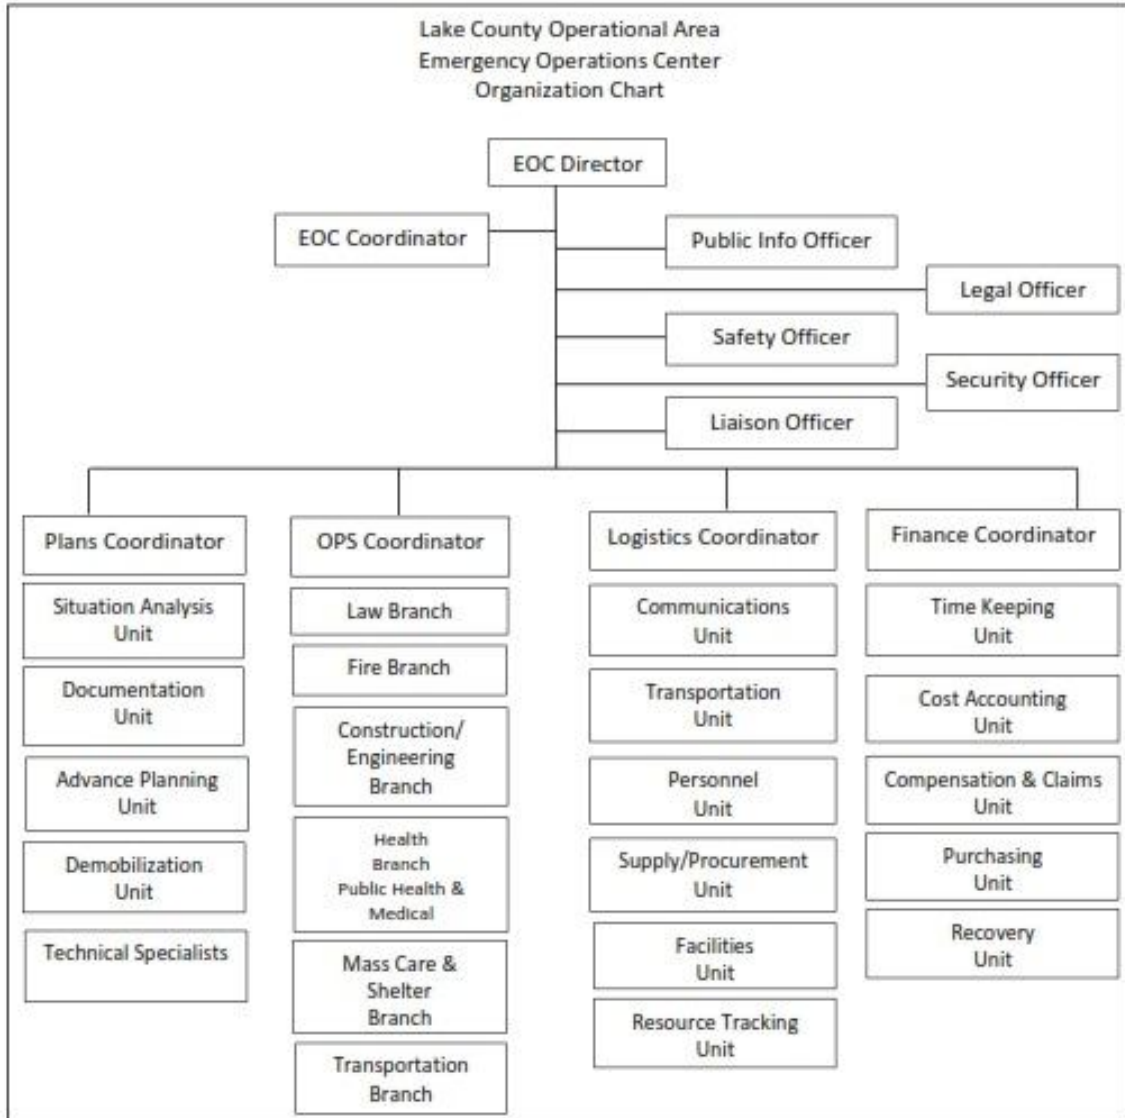 Lake County Operational Area
Emergency Operations Center
Organization Chart
EOC Director
EOC Coordinator
Public Info Officer
Legal Officer
Safety Officer
Security Officer
Liaison Officer
Plans Coordinator
Situation Analysis
Unit
Documentation
Unit
Advance Planning
Unit
Demobilization
Unit
Technical Specialists
OPS Coordinator
Law Branch
Fire Branch
Construction/
Engineering
Branch
Health
Branch
Public Health &
Medical
Mass Care &
Shelter
Branch
Transportation
Branch
Logistics Coordinator
Communications
Unit
Transportation
Unit
Personnel
Unit
Supply/Procurement
Unit
Facilities
Unit
Resource Tracking
Unit
Finance Coordinator
Time Keeping
Unit
Cost Accounting
Unit
Compensation & Claims
Unit
Purchasing
Unit
Recovery
Unit